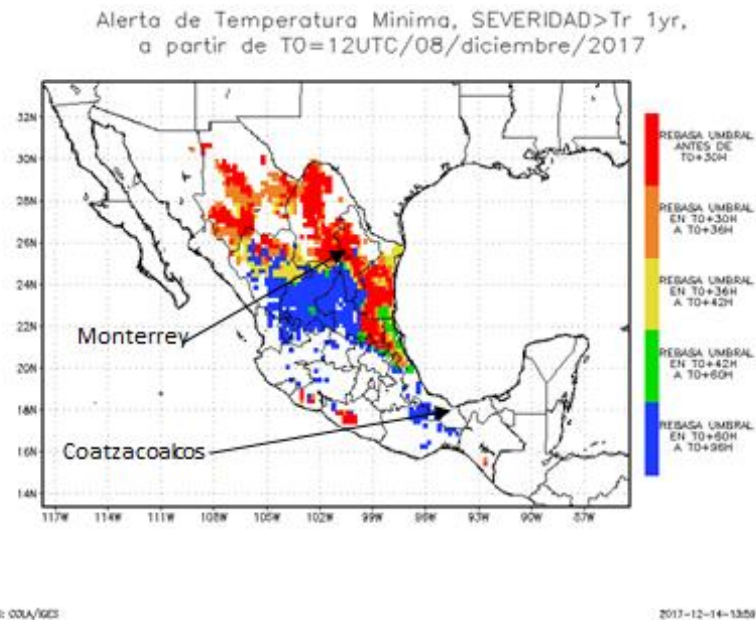 Alerta de Temperatura Minima, SEVERIDAD>Tr 1yr,
a partir de T0=12UTC/08/diciembre/2017
32N
30N
28N
26N
24N
22N
20N
18N
16N
14N
117W
114W
111W
108W
105W
102W
99W
96W
93W
90W
87W
Monterrey
Coatzacoakos
REBASA UMBRAL
ANTES DE
T0+30H
REBASA UMBRAL
EN T0+30H
A T0+36H
REBASA UMBRAL
EN T0+36H
A T0+42H
REBASA UMBRAL
EN T0+42H
A T0+60H
REBASA UMBRAL
EN T0+60H
A T0+96H
: COLA/IGES
2017-12-14-13:59